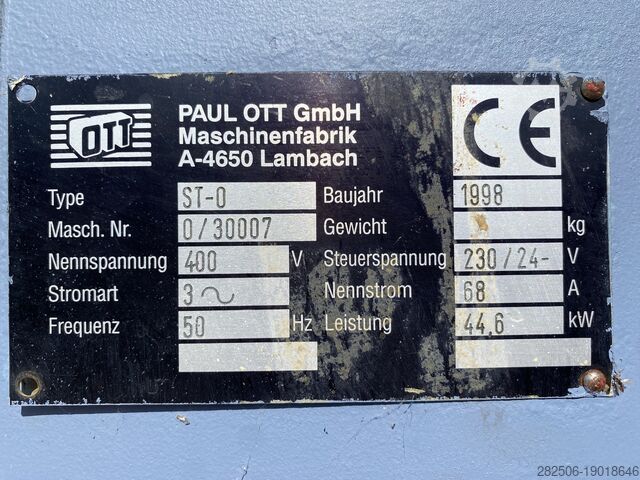 OTT
PAUL OTT GmbH
Maschinenfabrik
A-4650 Lambach
CE
Type ST-0 Baujahr 1998
Masch. Nr. 0/30007 Gewicht kg
Nennspannung 400 V Steuerspannung 230/24- V
Stromart 3~ Nennstrom 68 A
Frequenz 50 Hz Leistung 44,6 kW
282506-19018646